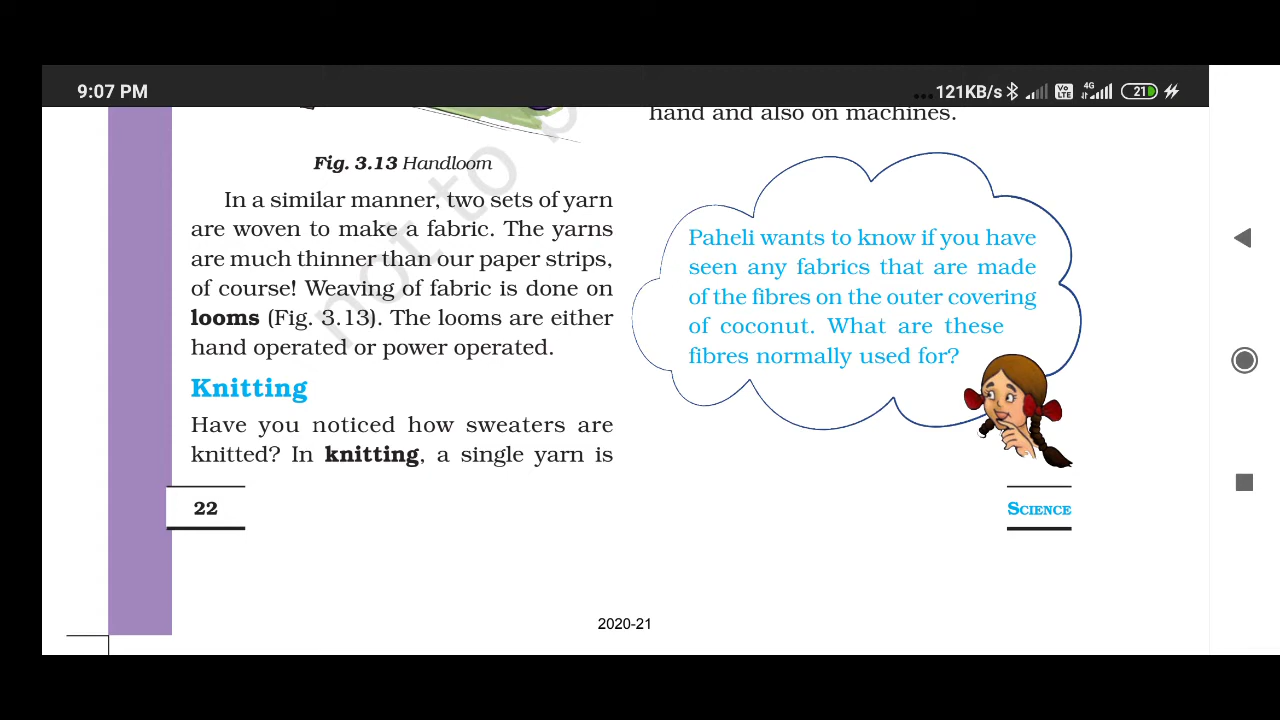 9:07 PM
121KB/s
Vo LTE
4G
21
hand and also on machines.
Fig. 3.13 Handloom
In a similar manner, two sets of yarn
are woven to make a fabric. The yarns
are much thinner than our paper strips,
of course! Weaving of fabric is done on
looms (Fig. 3.13). The looms are either
hand operated or power operated.
Knitting
Have you noticed how sweaters are
knitted? In knitting, a single yarn is
Paheli wants to know if you have
seen any fabrics that are made
of the fibres on the outer covering
of coconut. What are these
fibres normally used for?
not to
22
SCIENCE
2020-21